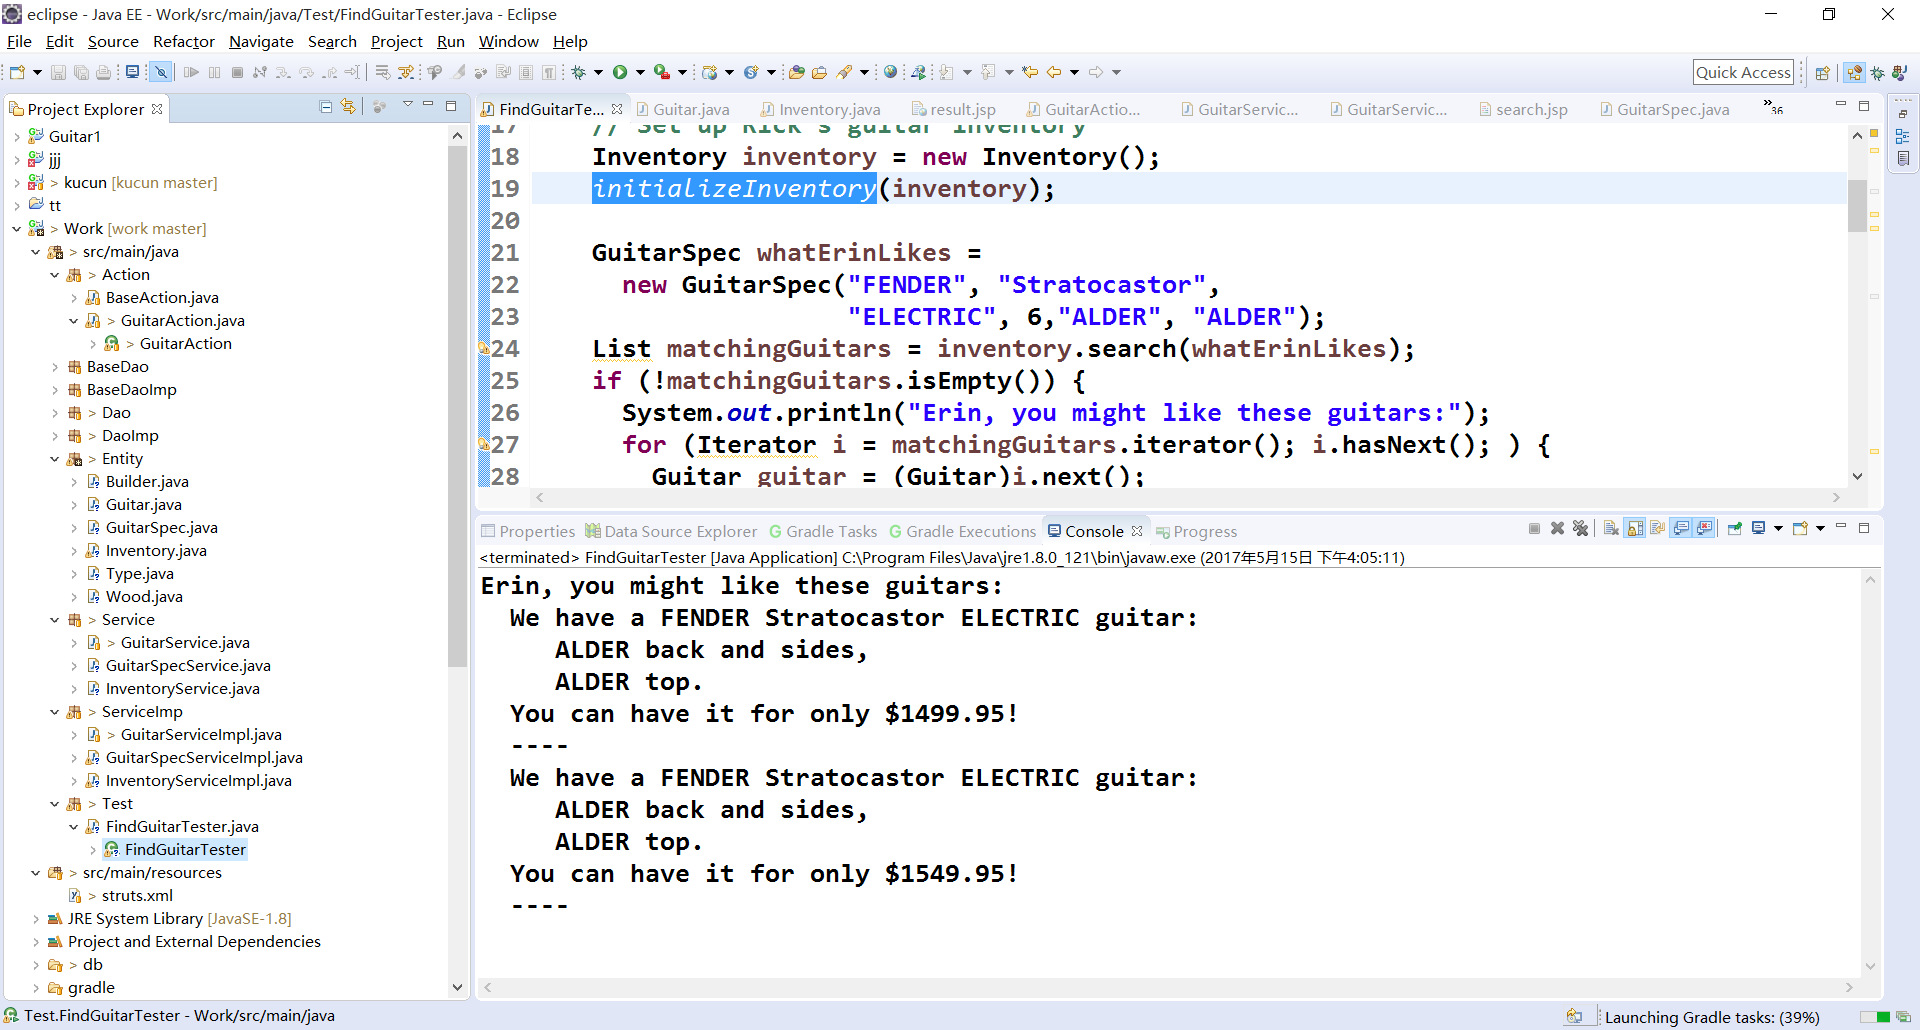 eclipse - Java EE - Work/src/main/java/Test/FindGuitarTester.java - Eclipse
File Edit Source Refactor Navigate Search Project Run Window Help
Quick Access
Project Explorer
Guitar1
jjj
> kucun [kucun master]
tt
> Work [work master]
> src/main/java
> Action
> BaseAction.java
> GuitarAction.java
> GuitarAction
BaseDao
BaseDaoImp
> Dao
> DaoImp
> Entity
> Builder.java
> Guitar.java
> GuitarSpec.java
> Inventory.java
Type.java
Wood.java
> Service
> GuitarService.java
GuitarSpecService.java
InventoryService.java
> ServiceImp
> GuitarServiceImpl.java
GuitarSpecServiceImpl.java
InventoryServiceImpl.java
> Test
FindGuitarTester.java
FindGuitarTester
> src/main/resources
> struts.xml
JRE System Library [JavaSE-1.8]
Project and External Dependencies
> db
gradle
FindGuitarTe... Guitar.java Inventory.java result.jsp GuitarActio... GuitarServic... GuitarServic... search.jsp GuitarSpec.java »36
17 // Set up Rick's guitar inventory
18 Inventory inventory = new Inventory();
19 initializeInventory(inventory);
20
21 GuitarSpec whatErinLikes =
22 new GuitarSpec("FENDER", "Stratocastor",
23 "ELECTRIC", 6,"ALDER", "ALDER");
24 List matchingGuitars = inventory.search(whatErinLikes);
25 if (!matchingGuitars.isEmpty()) {
26 System.out.println("Erin, you might like these guitars:");
27 for (Iterator i = matchingGuitars.iterator(); i.hasNext(); ) {
28 Guitar guitar = (Guitar)i.next();
Properties Data Source Explorer Gradle Tasks Gradle Executions Console Progress
<terminated> FindGuitarTester [Java Application] C:\Program Files\Java\jre1.8.0_121\bin\javaw.exe (2017年5月15日 下午4:05:11)
Erin, you might like these guitars:
We have a FENDER Stratocastor ELECTRIC guitar:
ALDER back and sides,
ALDER top.
You can have it for only $1499.95!
----
We have a FENDER Stratocastor ELECTRIC guitar:
ALDER back and sides,
ALDER top.
You can have it for only $1549.95!
----
Test.FindGuitarTester - Work/src/main/java
Launching Gradle tasks: (39%)